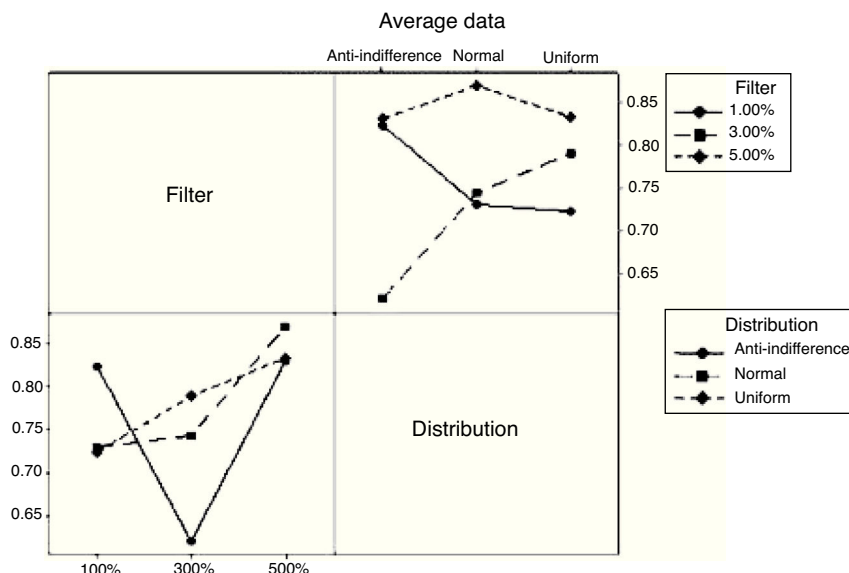 Average data
Anti-indifference Normal Uniform
Filter
1.00%
3.00%
5.00%
0.85
0.80
0.75
0.70
0.65
Filter
Distribution
Anti-indifference
Normal
Uniform
0.85
0.80
0.75
0.70
0.65
Distribution
100% 300% 500%